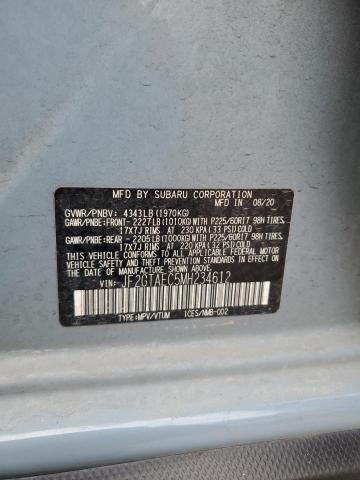 MFD BY SUBARU CORPORATION
MFD IN 08/20
GVWR/PNBV: 4343LB(1970KG)
GAWR/PNBE:FRONT- 2227LB(1010KG)WITH P225/60R17 98H TIRES,
17X7J RIMS AT 230 KPA(33 PSI)COLD
GAWR/PNBE:REAR - 2205LB(1000KG)WITH P225/60R17 98H TIRES,
17X7J RIMS AT 220 KPA(32 PSI)COLD
THIS VEHICLE CONFORMS TO ALL APPLICABLE U.S. FEDERAL
MOTOR VEHICLE SAFETY STANDARDS IN EFFECT ON THE DATE
OF MANUFACTURE SHOWN ABOVE.
VIN: JF2GTAEC5MH234612
TYPE:MPV/VTUM ICES/NMB-002